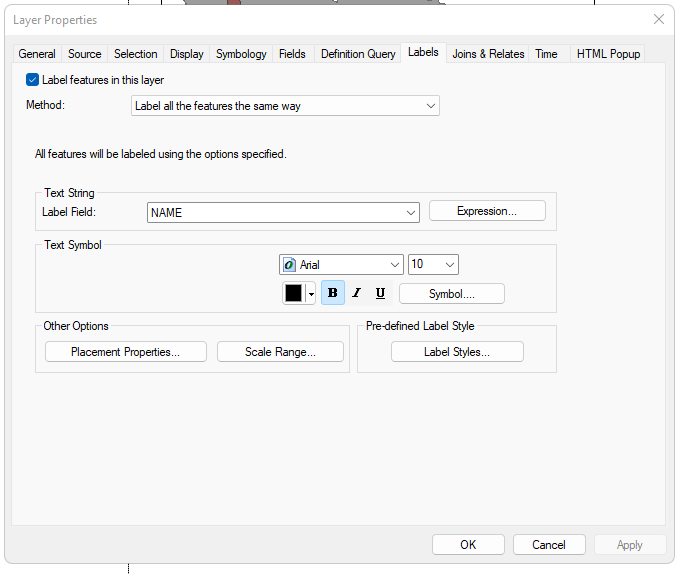 Layer Properties
General Source Selection Display Symbology Fields Definition Query Labels Joins & Relates Time HTML Popup
Label features in this layer
Method: Label all the features the same way
All features will be labeled using the options specified.
Text String
Label Field: NAME Expression...
Text Symbol
Arial 10
B I U Symbol....
Other Options Pre-defined Label Style
Placement Properties... Scale Range... Label Styles...
OK Cancel Apply